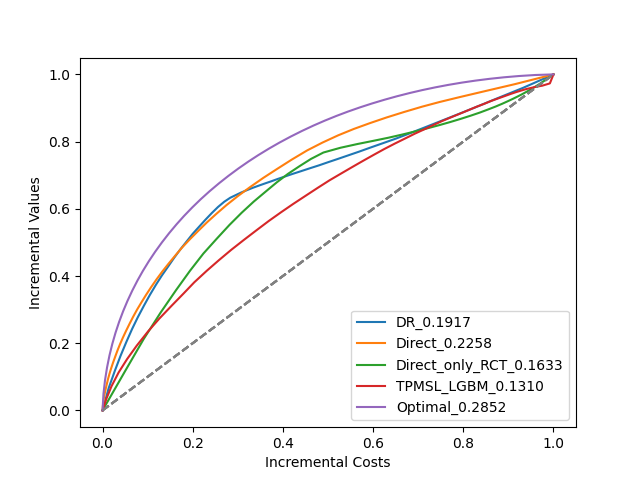 1.0
0.8
0.6
0.4
0.2
0.0
Incremental Values
DR_0.1917
Direct_0.2258
Direct_only_RCT_0.1633
TPMSL_LGBM_0.1310
Optimal_0.2852
0.0 0.2 0.4 0.6 0.8 1.0
Incremental Costs